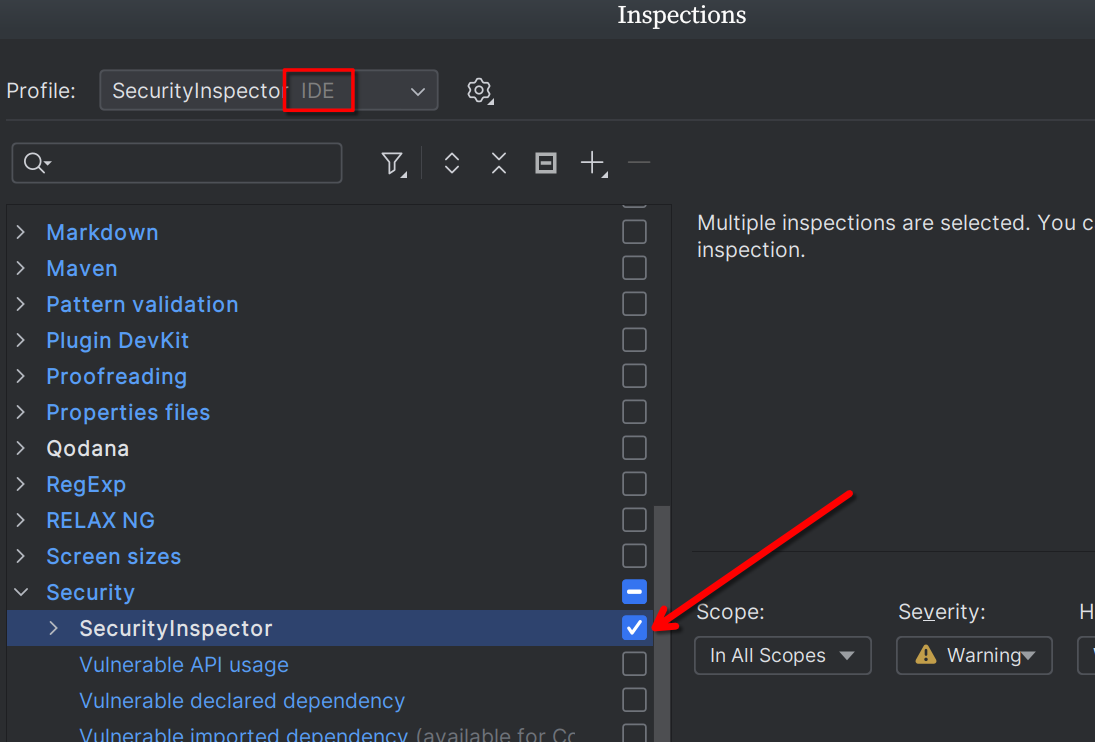 Inspections
Profile: SecurityInspector IDE
Multiple inspections are selected. You c
inspection.
Markdown
Maven
Pattern validation
Plugin DevKit
Proofreading
Properties files
Qodana
RegExp
RELAX NG
Screen sizes
Security
SecurityInspector
Vulnerable API usage
Vulnerable declared dependency
Vulnerable imported dependency (available for Co
Scope: Severity: H
In All Scopes Warning